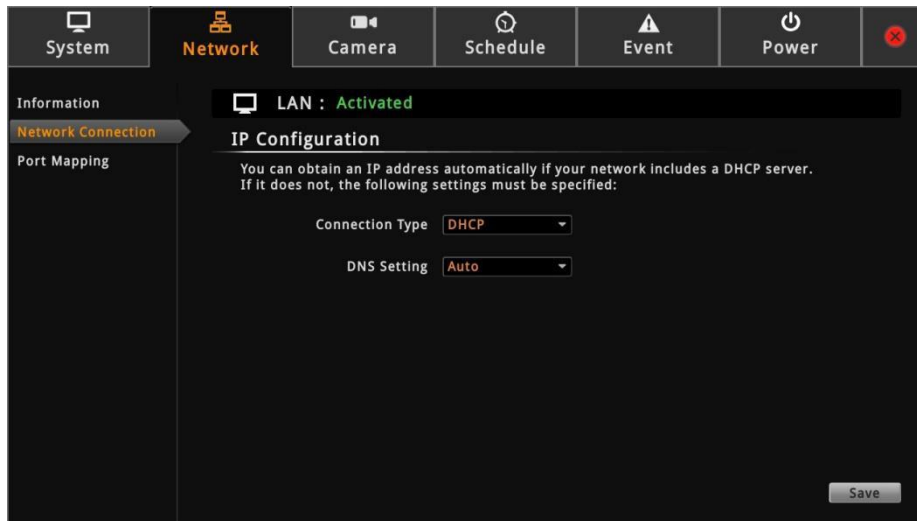 System
Network
Camera
Schedule
Event
Power
Information
Network Connection
Port Mapping
LAN : Activated
IP Configuration
You can obtain an IP address automatically if your network includes a DHCP server.
If it does not, the following settings must be specified:
Connection Type DHCP
DNS Setting Auto
Save